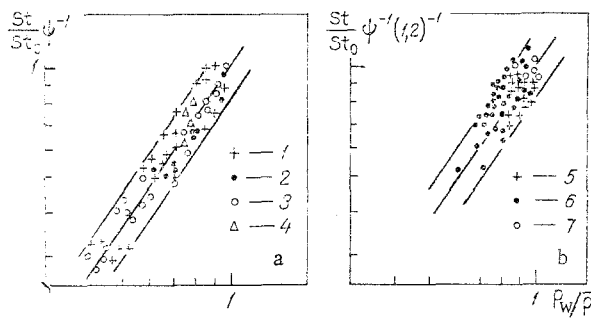 St/St₀ ψ⁻¹
1
+ — 1
● — 2
○ — 3
△ — 4
a
1
St/St₀ ψ⁻¹(1,2)⁻¹
+ — 5
● — 6
○ — 7
b
1 ρ_w/ρ̄